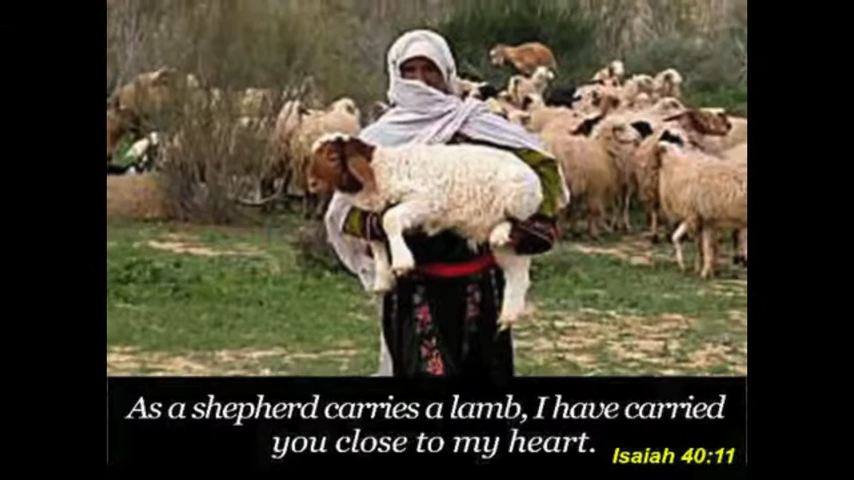 As a shepherd carries a lamb, I have carried
you close to my heart.
Isaiah 40:11